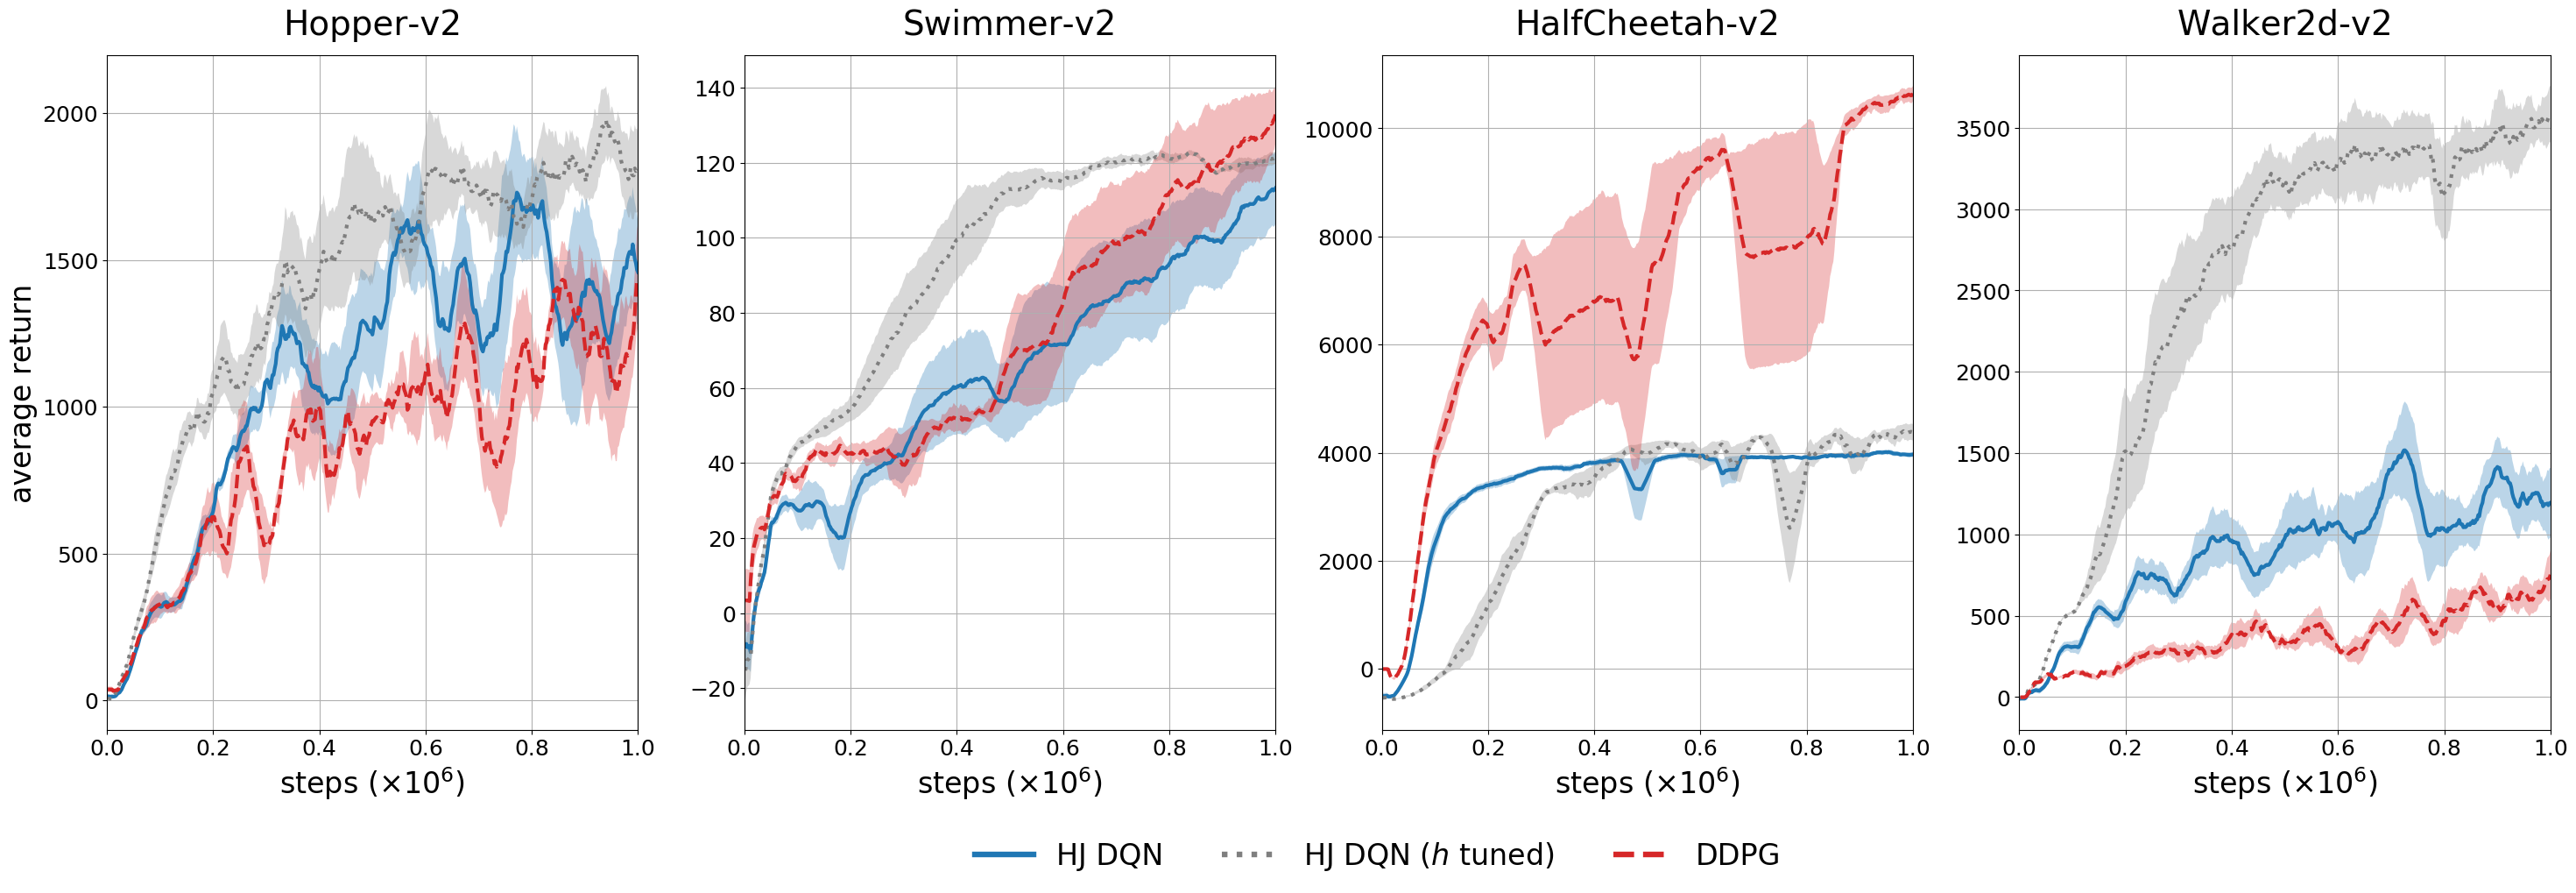 Hopper-v2 Swimmer-v2 HalfCheetah-v2 Walker2d-v2
average return
2000
1500
1000
500
0
0.0 0.2 0.4 0.6 0.8 1.0
steps (×10⁶)
140
120
100
80
60
40
20
0
−20
0.0 0.2 0.4 0.6 0.8 1.0
steps (×10⁶)
10000
8000
6000
4000
2000
0
0.0 0.2 0.4 0.6 0.8 1.0
steps (×10⁶)
3500
3000
2500
2000
1500
1000
500
0
0.0 0.2 0.4 0.6 0.8 1.0
steps (×10⁶)
HJ DQN HJ DQN (h tuned) DDPG